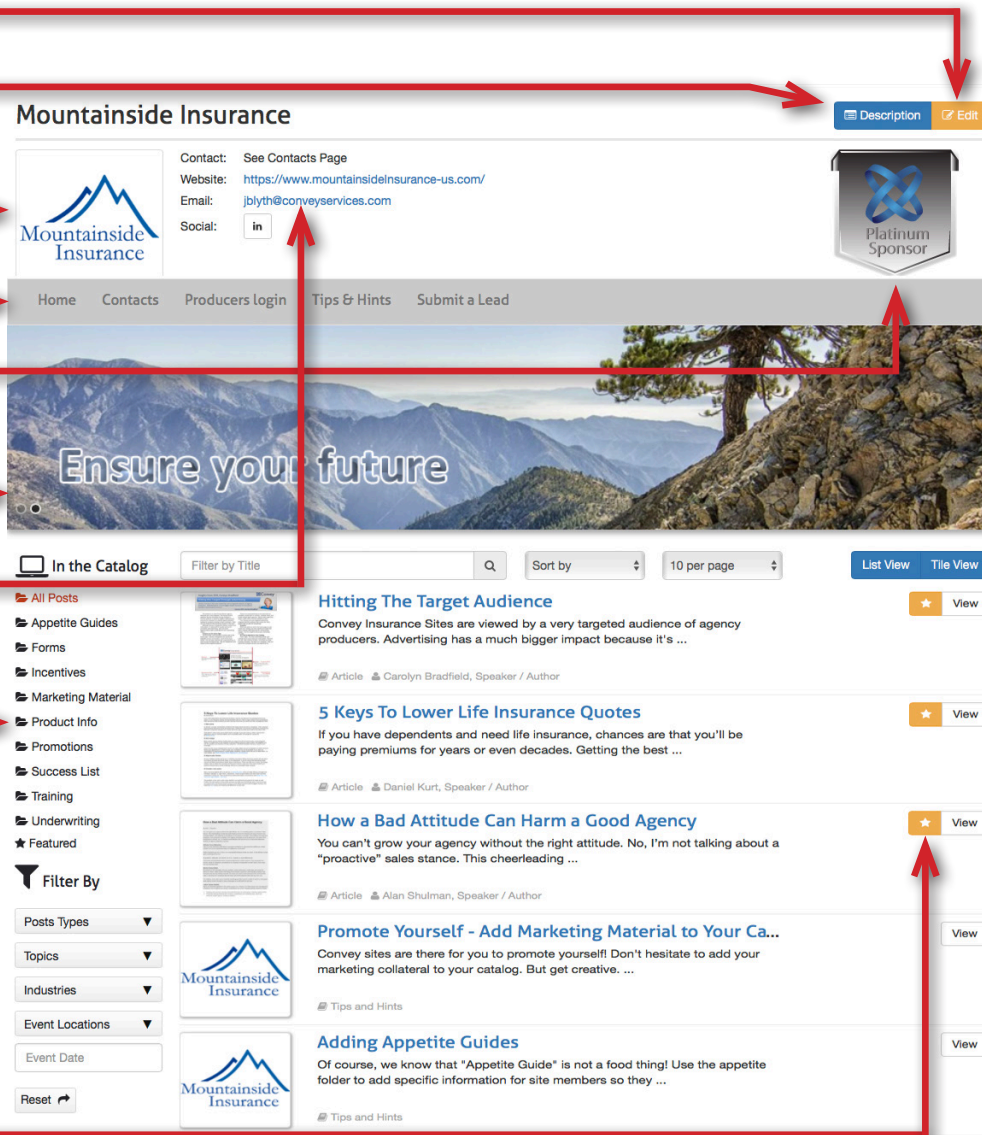 Mountainside Insurance
Description
Edit
Mountainside
Insurance
Contact: See Contacts Page
Website: https://www.mountainsideInsurance-us.com/
Email: jblyth@conveyservices.com
Social: in
Platinum
Sponsor
Home Contacts Producers login Tips & Hints Submit a Lead
Ensure your future
In the Catalog
Filter by Title
Sort by
10 per page
List View
Tile View
All Posts
Appetite Guides
Forms
Incentives
Marketing Material
Product Info
Promotions
Success List
Training
Underwriting
Featured
Filter By
Posts Types
Topics
Industries
Event Locations
Event Date
Reset
Hitting The Target Audience
View
Convey Insurance Sites are viewed by a very targeted audience of agency
producers. Advertising has a much bigger impact because it's ...
Article Carolyn Bradfield, Speaker / Author
5 Keys To Lower Life Insurance Quotes
View
If you have dependents and need life insurance, chances are that you'll be
paying premiums for years or even decades. Getting the best ...
Article Daniel Kurt, Speaker / Author
How a Bad Attitude Can Harm a Good Agency
View
You can't grow your agency without the right attitude. No, I'm not talking about a
"proactive" sales stance. This cheerleading ...
Article Alan Shulman, Speaker / Author
Mountainside
Insurance
Promote Yourself - Add Marketing Material to Your Ca...
View
Convey sites are there for you to promote yourself! Don't hesitate to add your
marketing collateral to your catalog. But get creative. ...
Tips and Hints
Mountainside
Insurance
Adding Appetite Guides
View
Of course, we know that "Appetite Guide" is not a food thing! Use the appetite
folder to add specific information for site members so they ...
Tips and Hints